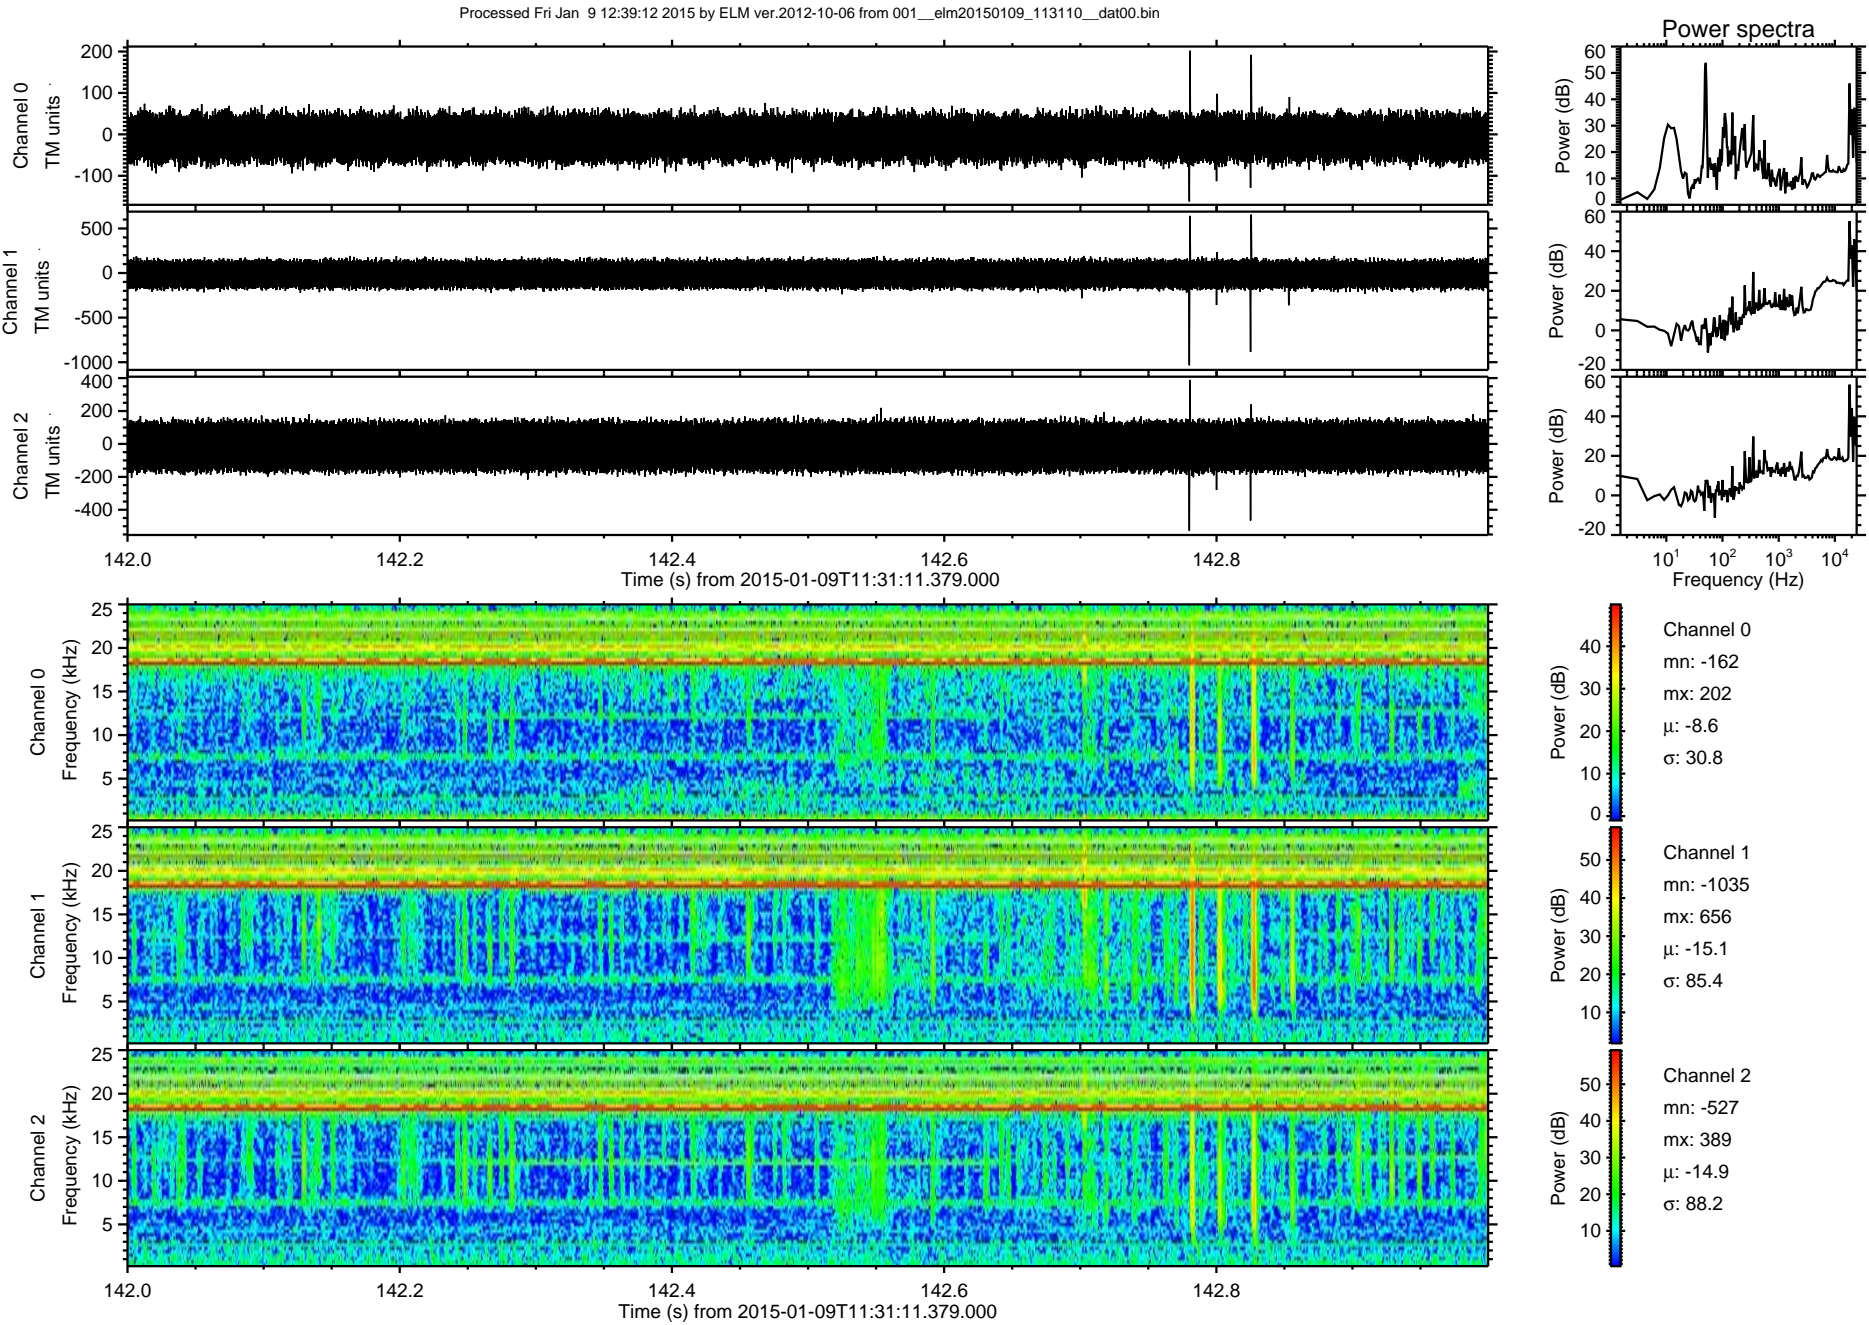 Processed Fri Jan 9 12:39:12 2015 by ELM ver.2012-10-06 from 001__elm20150109_113110__dat00.bin
Power spectra
Channel 0
TM units
200
100
0
-100
Power (dB)
60
50
40
30
20
10
0
Channel 1
TM units
500
0
-500
-1000
Power (dB)
60
40
20
0
-20
Channel 2
TM units
400
200
0
-200
-400
Power (dB)
60
40
20
0
-20
142.0 142.2 142.4 142.6 142.8
Time (s) from 2015-01-09T11:31:11.379.000
10^1 10^2 10^3 10^4
Frequency (Hz)
Channel 0
Frequency (kHz)
25
20
15
10
5
Power (dB)
40
30
20
10
0
Channel 0
mn: -162
mx: 202
μ: -8.6
σ: 30.8
Channel 1
Frequency (kHz)
25
20
15
10
5
Power (dB)
50
40
30
20
10
Channel 1
mn: -1035
mx: 656
μ: -15.1
σ: 85.4
Channel 2
Frequency (kHz)
25
20
15
10
5
Power (dB)
50
40
30
20
10
Channel 2
mn: -527
mx: 389
μ: -14.9
σ: 88.2
142.0 142.2 142.4 142.6 142.8
Time (s) from 2015-01-09T11:31:11.379.000